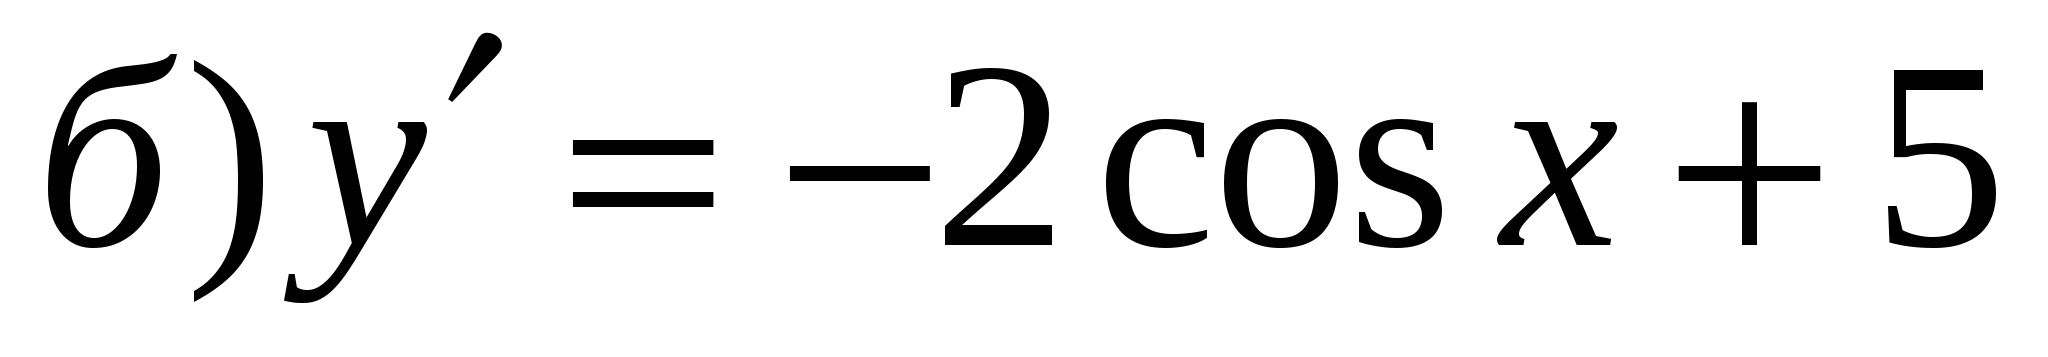 б) y′ = −2 cos x + 5